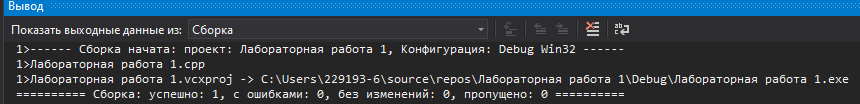 Вывод
Показать выходные данные из: Сборка
1>------ Сборка начата: проект: Лабораторная работа 1, Конфигурация: Debug Win32 ------
1>Лабораторная работа 1.cpp
1>Лабораторная работа 1.vcxproj -> C:\Users\229193-6\source\repos\Лабораторная работа 1\Debug\Лабораторная работа 1.exe
========== Сборка: успешно: 1, с ошибками: 0, без изменений: 0, пропущено: 0 ==========